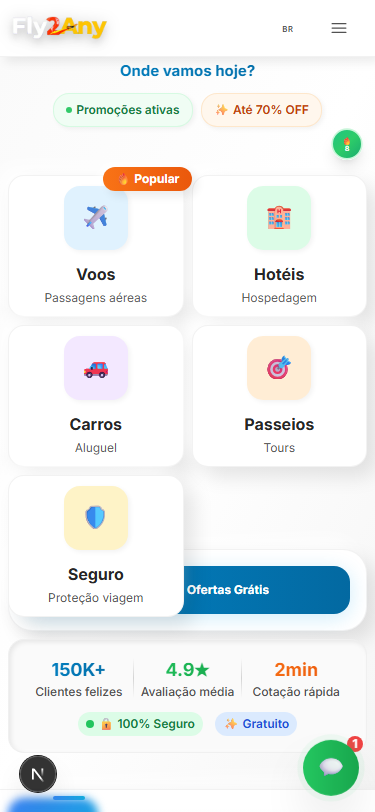 Fly2Any
BR
Onde vamos hoje?
Promoções ativas
Até 70% OFF
8
Popular
Voos
Passagens aéreas
Hotéis
Hospedagem
Carros
Aluguel
Passeios
Tours
Seguro
Proteção viagem
Ofertas Grátis
150K+
Clientes felizes
4.9★
Avaliação média
2min
Cotação rápida
100% Seguro
Gratuito
N
1